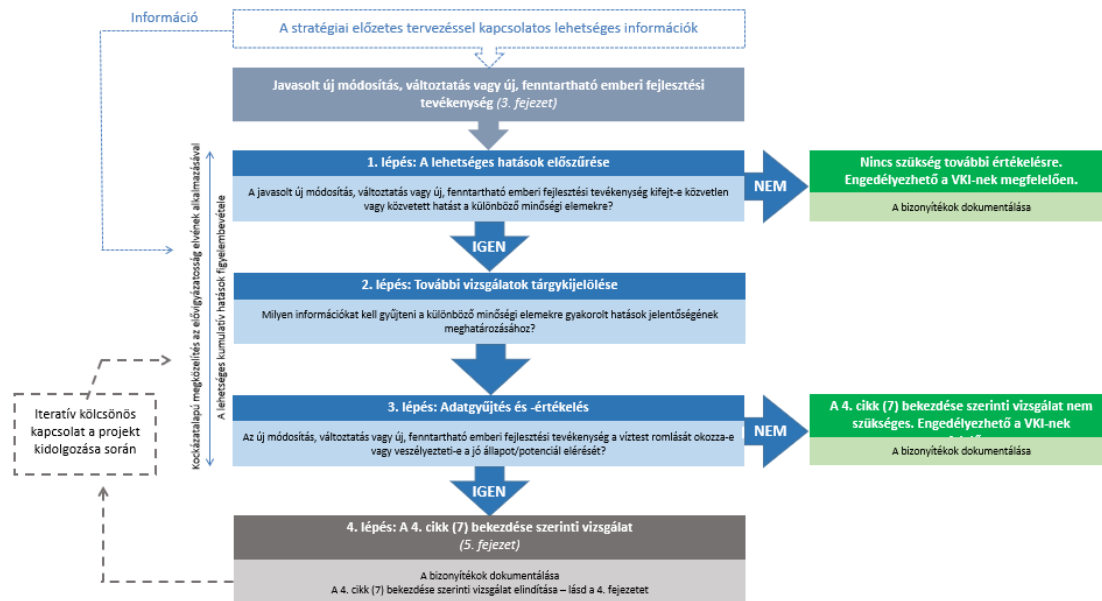 Információ
A stratégiai előzetes tervezéssel kapcsolatos lehetséges információk
Javasolt új módosítás, változtatás vagy új, fenntartható emberi fejlesztési
tevékenység (3. fejezet)
1. lépés: A lehetséges hatások előszűrése
A javasolt új módosítás, változtatás vagy új, fenntartható emberi fejlesztési tevékenység kifejt-e közvetlen
vagy közvetett hatást a különböző minőségi elemekre?
NEM
Nincs szükség további értékelésre.
Engedélyezhető a VKI-nek megfelelően.
A bizonyítékok dokumentálása
IGEN
Kockázatalapú megközelítés az elővigyázatosság elvének alkalmazásával
A lehetséges kumulatív hatások figyelembevétele
2. lépés: További vizsgálatok tárgykijelölése
Milyen információkat kell gyűjteni a különböző minőségi elemekre gyakorolt hatások jelentőségének
meghatározásához?
Iteratív kölcsönös
kapcsolat a projekt
kidolgozása során
3. lépés: Adatgyűjtés és -értékelés
Az új módosítás, változtatás vagy új, fenntartható emberi fejlesztési tevékenység a víztest romlását okozza-e
vagy veszélyezteti-e a jó állapot/potenciál elérését?
NEM
A 4. cikk (7) bekezdése szerinti vizsgálat nem
szükséges. Engedélyezhető a VKI-nek
A bizonyítékok dokumentálása
IGEN
4. lépés: A 4. cikk (7) bekezdése szerinti vizsgálat
(5. fejezet)
A bizonyítékok dokumentálása
A 4. cikk (7) bekezdése szerinti vizsgálat elindítása – lásd a 4. fejezetet